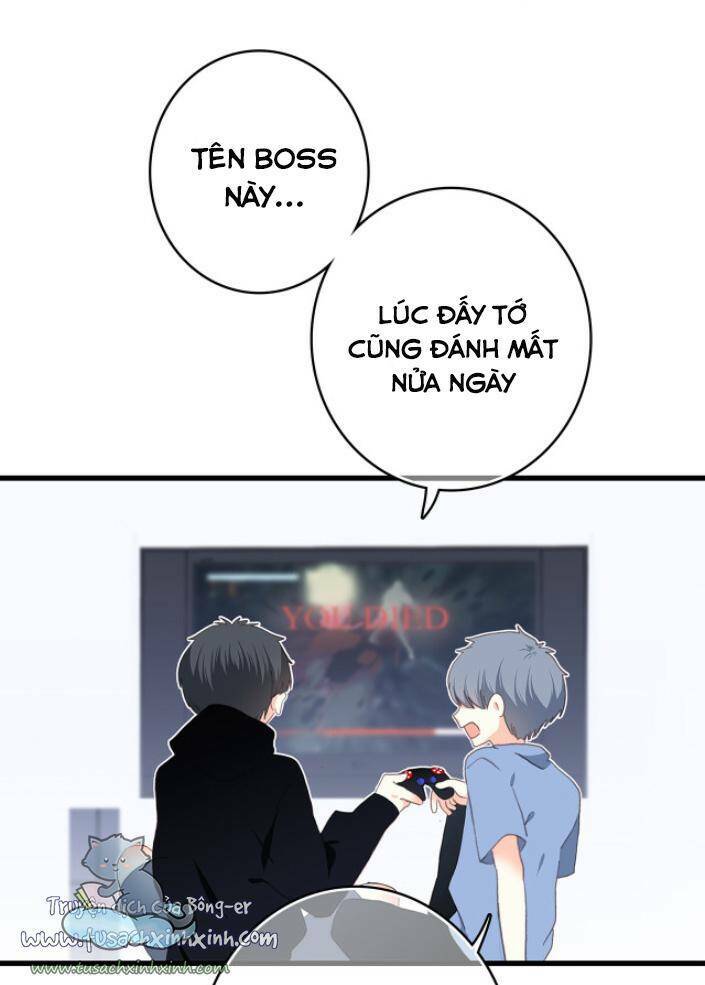 TÊN BOSS
NÀY...
LÚC ĐẤY TỚ
CŨNG ĐÁNH MẤT
NỬA NGÀY
YOU DIED
Truyện dịch của Bông-er
www.tusachxinhxinh.com
www.tusachxinhxinh.com